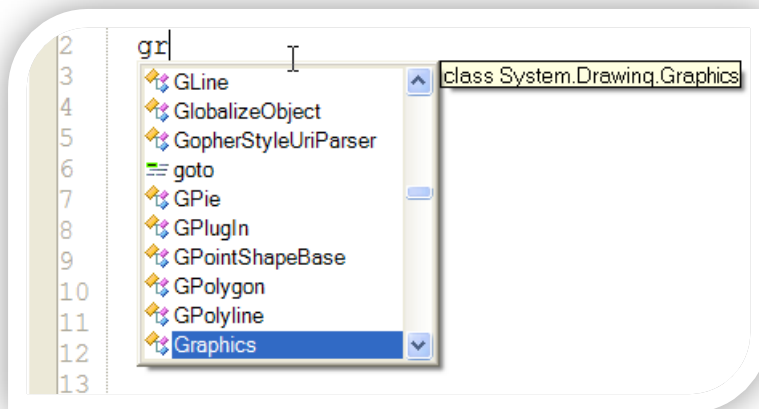 2 gr
3 GLine class System.Drawing.Graphics
4 GlobalizeObject
5 GopherStyleUriParser
6 goto
7 GPie
8 GPlugIn
9 GPointShapeBase
10 GPolygon
11 GPolyline
12 Graphics
13